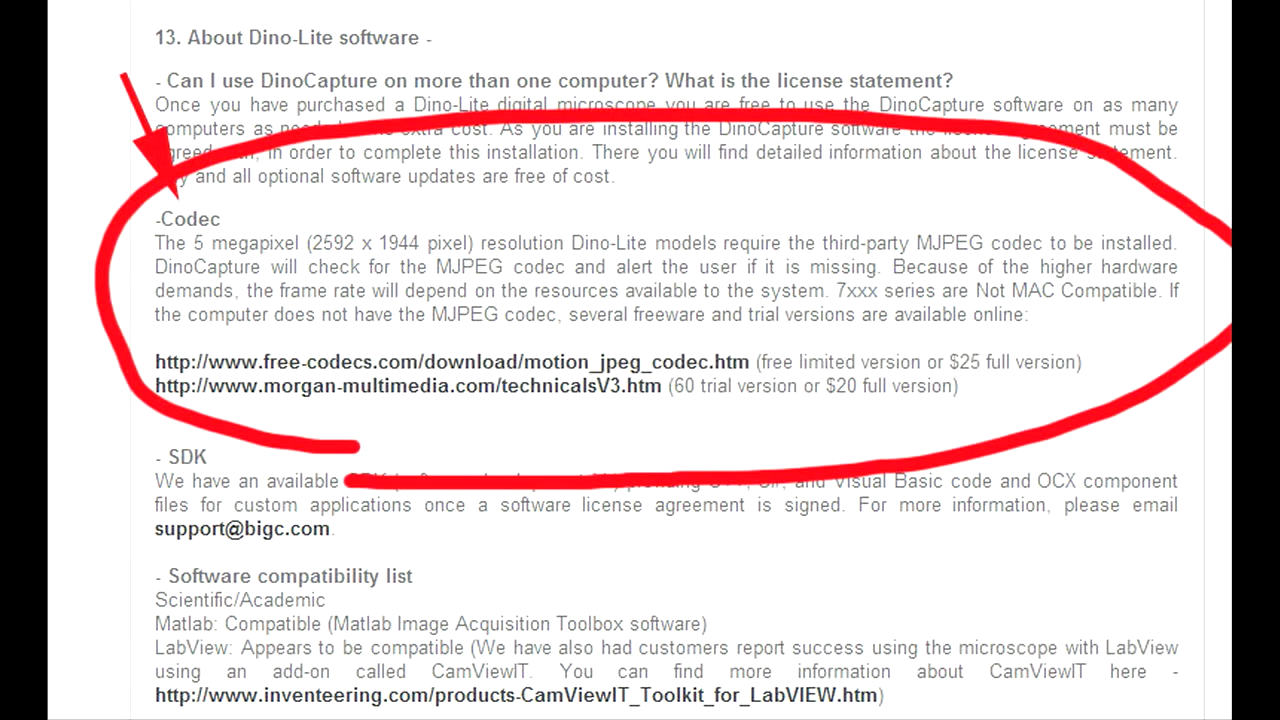 13. About Dino-Lite software -
- Can I use DinoCapture on more than one computer? What is the license statement?
Once you have purchased a Dino-Lite digital microscope you are free to use the DinoCapture software on as many
computers as extra cost. As you are installing the DinoCapture software the agreement must be
in order to complete this installation. There you will find detailed information about the license statement.
and all optional software updates are free of cost.
-Codec
The 5 megapixel (2592 x 1944 pixel) resolution Dino-Lite models require the third-party MJPEG codec to be installed.
DinoCapture will check for the MJPEG codec and alert the user if it is missing. Because of the higher hardware
demands, the frame rate will depend on the resources available to the system. 7xxx series are Not MAC Compatible. If
the computer does not have the MJPEG codec, several freeware and trial versions are available online:
http://www.free-codecs.com/download/motion_jpeg_codec.htm (free limited version or $25 full version)
http://www.morgan-multimedia.com/technicalsV3.htm (60 trial version or $20 full version)
- SDK
We have an available and Visual Basic code and OCX component
files for custom applications once a software license agreement is signed. For more information, please email
support@bigc.com.
- Software compatibility list
Scientific/Academic
Matlab: Compatible (Matlab Image Acquisition Toolbox software)
LabView: Appears to be compatible (We have also had customers report success using the microscope with LabView
using an add-on called CamViewIT. You can find more information about CamViewIT here -
http://www.inventeering.com/products-CamViewIT_Toolkit_for_LabVIEW.htm)